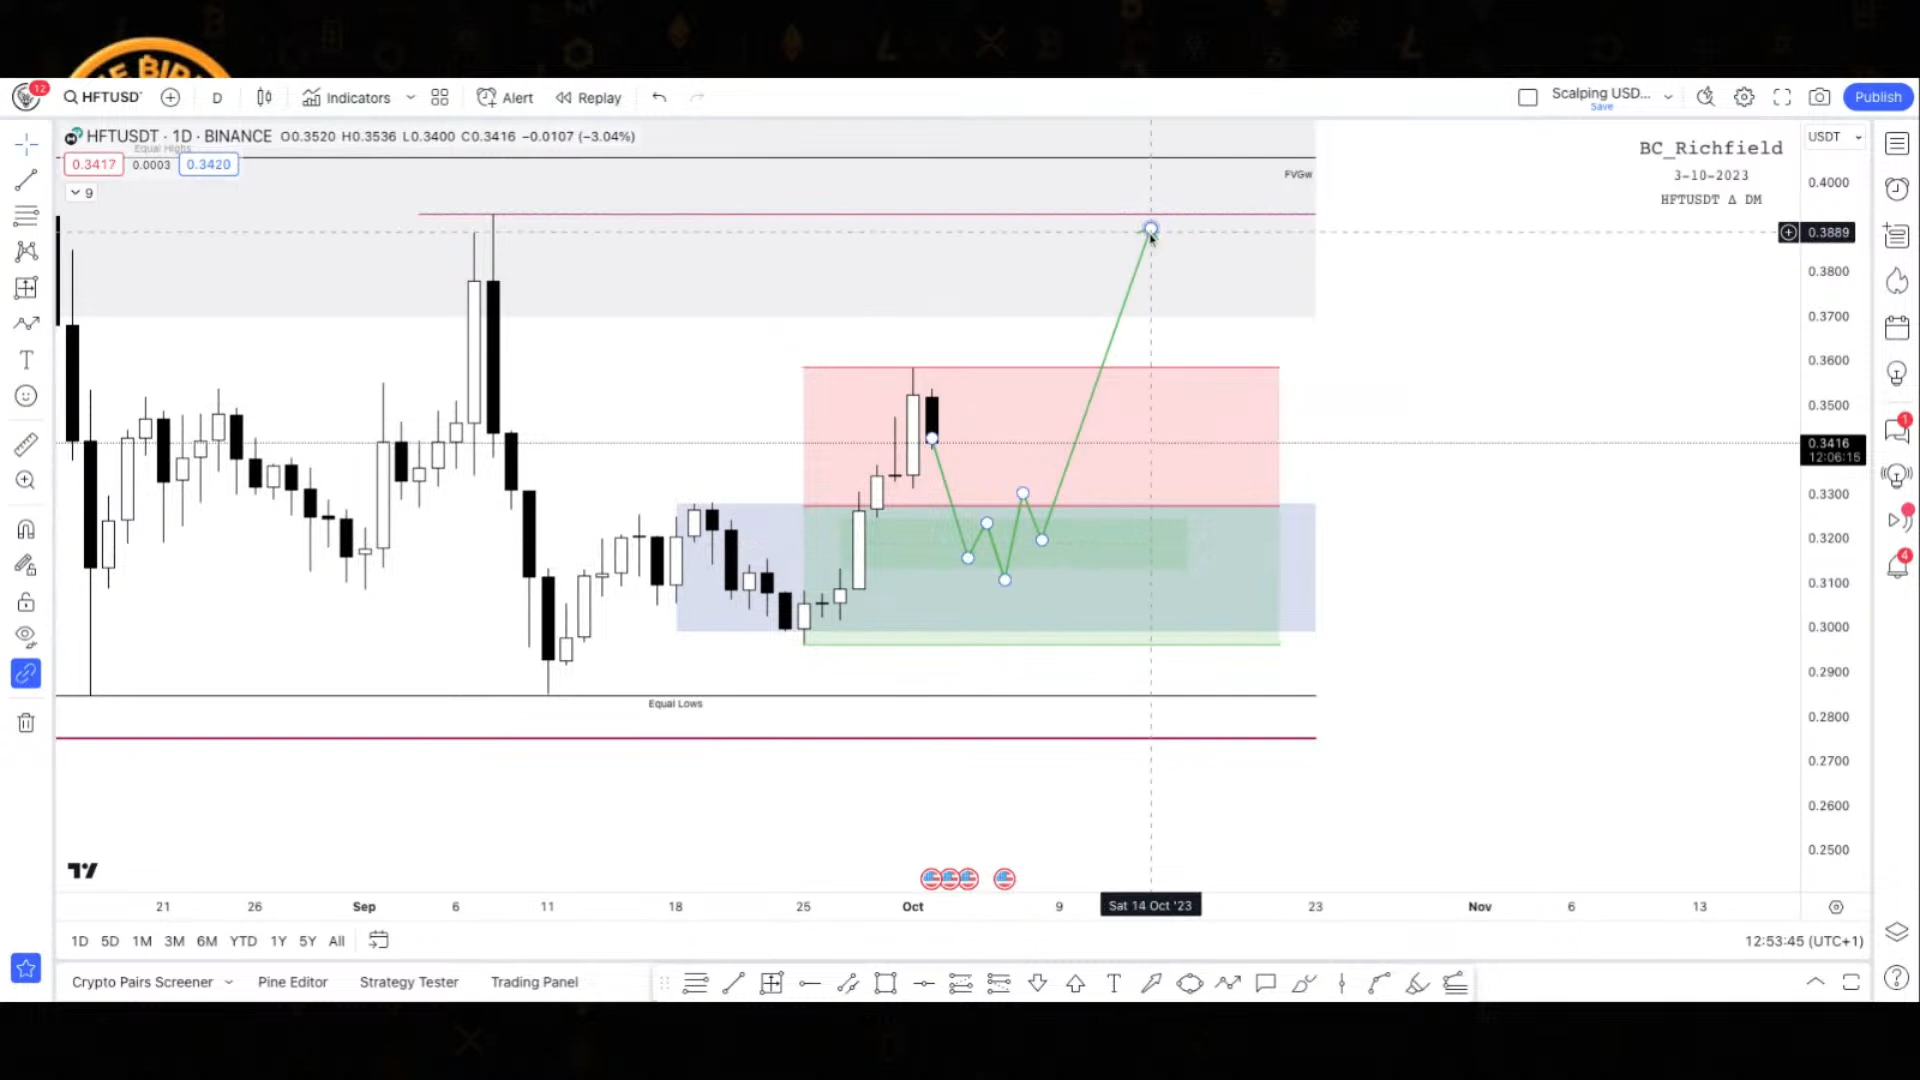 12
HFTUSD
D
Indicators
Alert
Replay
Scalping USD...
Save
Publish
HFTUSDT · 1D · BINANCE O0.3520 H0.3536 L0.3400 C0.3416 −0.0107 (−3.04%)
Equal Highs
0.3417 0.0003 0.3420
9
FVGw
BC_Richfield
3-10-2023
HFTUSDT Δ DM
USDT
0.4000
0.3889
0.3800
0.3700
0.3600
0.3500
0.3416
12:06:15
0.3300
0.3200
0.3100
0.3000
0.2900
0.2800
0.2700
0.2600
0.2500
Equal Lows
1
4
21 26 Sep 6 11 18 25 Oct 9 Sat 14 Oct '23 23 Nov 6 13
1D 5D 1M 3M 6M YTD 1Y 5Y All
12:53:45 (UTC+1)
Crypto Pairs Screener Pine Editor Strategy Tester Trading Panel